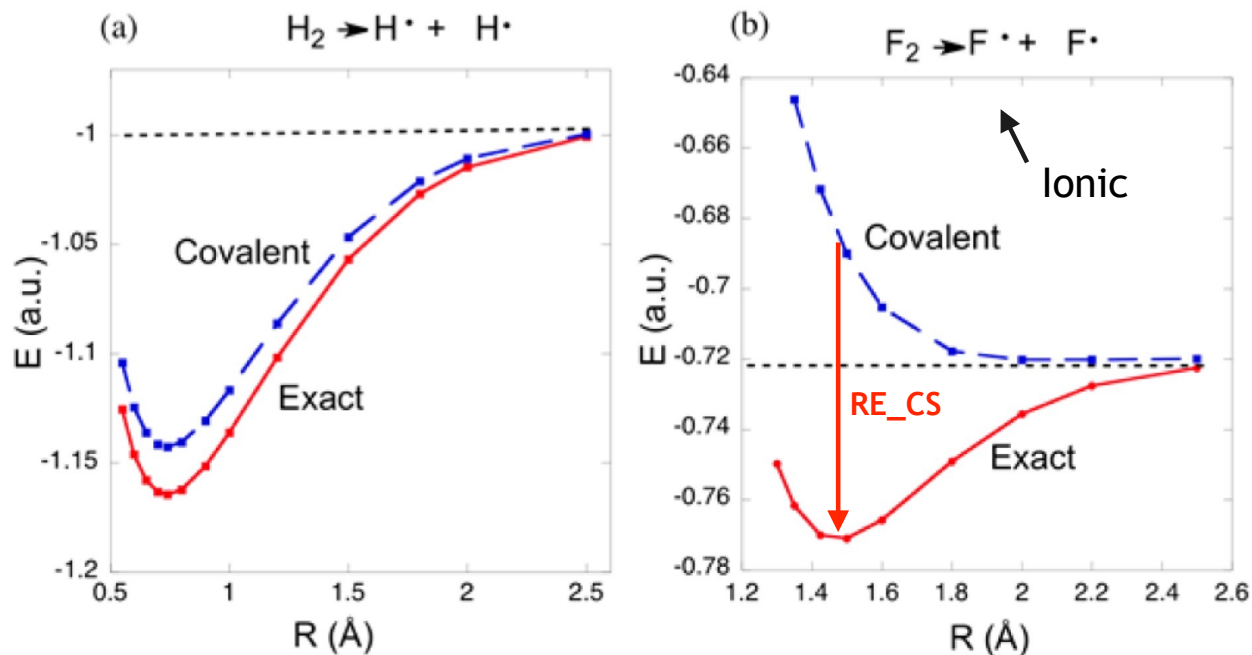 (a) H₂ → H• + H•
-1
-1.05
-1.1
-1.15
-1.2
E (a.u.)
Covalent
Exact
0.5 1 1.5 2 2.5
R (Å)
(b) F₂ → F• + F•
-0.64
-0.66
-0.68
-0.7
-0.72
-0.74
-0.76
-0.78
E (a.u.)
Ionic
Covalent
RE_CS
Exact
1.2 1.4 1.6 1.8 2 2.2 2.4 2.6
R (Å)